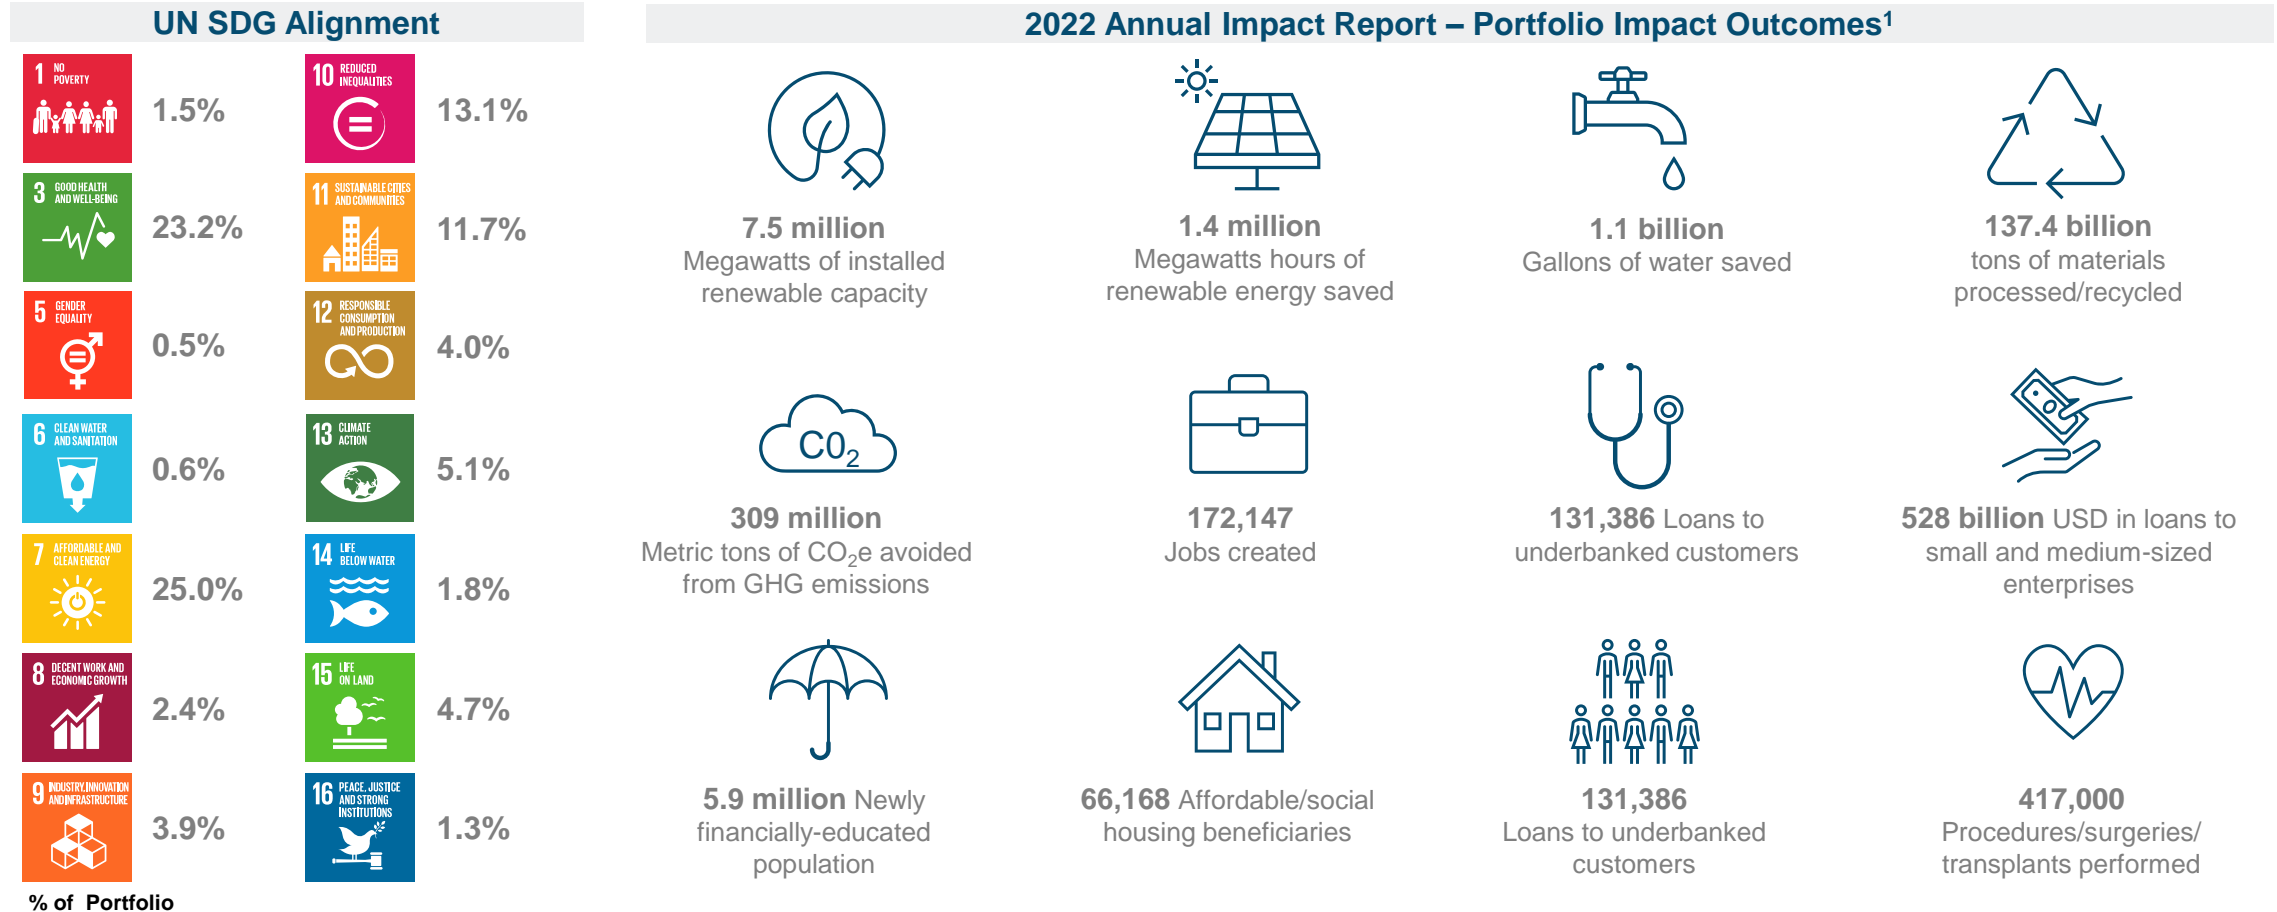 UN SDG Alignment
1 NO
POVERTY
1.5%
3 GOOD HEALTH
AND WELL-BEING
23.2%
5 GENDER
EQUALITY
0.5%
6 CLEAN WATER
AND SANITATION
0.6%
7 AFFORDABLE AND
CLEAN ENERGY
25.0%
8 DECENT WORK AND
ECONOMIC GROWTH
2.4%
9 INDUSTRY, INNOVATION
AND INFRASTRUCTURE
3.9%
10 REDUCED
INEQUALITIES
13.1%
11 SUSTAINABLE CITIES
AND COMMUNITIES
11.7%
12 RESPONSIBLE
CONSUMPTION
AND PRODUCTION
4.0%
13 CLIMATE
ACTION
5.1%
14 LIFE
BELOW WATER
1.8%
15 LIFE
ON LAND
4.7%
16 PEACE, JUSTICE
AND STRONG
INSTITUTIONS
1.3%
% of Portfolio
2022 Annual Impact Report – Portfolio Impact Outcomes¹
7.5 million
Megawatts of installed
renewable capacity
1.4 million
Megawatts hours of
renewable energy saved
1.1 billion
Gallons of water saved
137.4 billion
tons of materials
processed/recycled
C0₂
309 million
Metric tons of CO₂e avoided
from GHG emissions
172,147
Jobs created
131,386 Loans to
underbanked customers
528 billion USD in loans to
small and medium-sized
enterprises
5.9 million Newly
financially-educated
population
66,168 Affordable/social
housing beneficiaries
131,386
Loans to underbanked
customers
417,000
Procedures/surgeries/
transplants performed